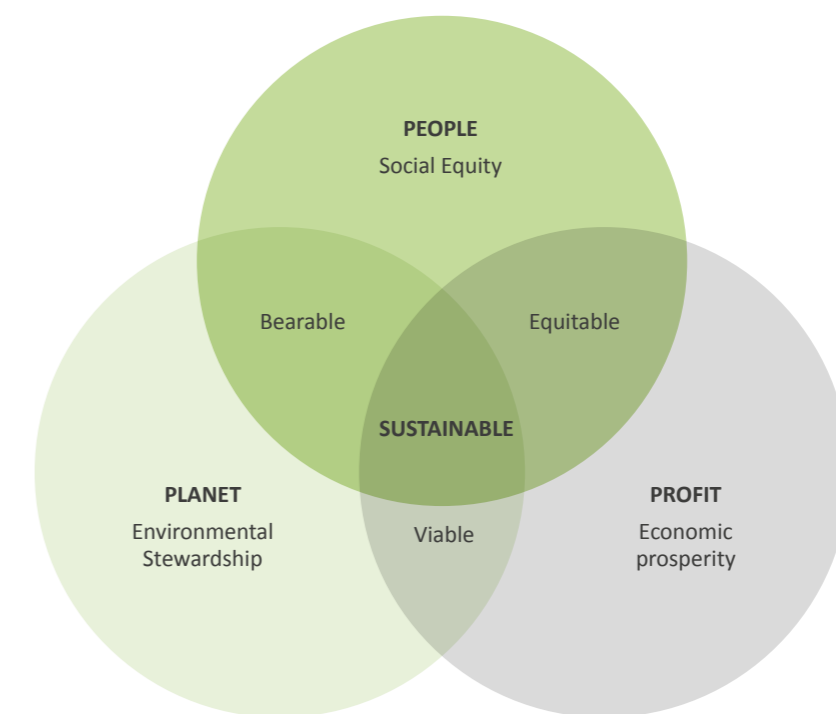 PEOPLE
Social Equity
Bearable
Equitable
SUSTAINABLE
PLANET
Environmental
Stewardship
Viable
PROFIT
Economic
prosperity